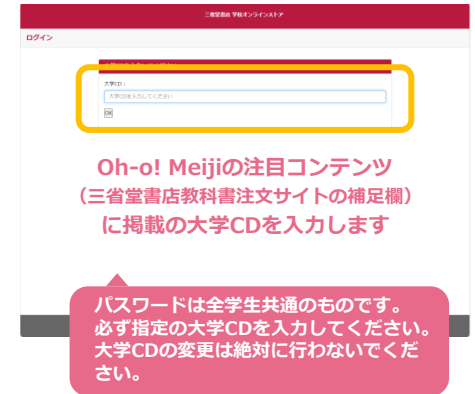 三省堂書店 学校オンラインストア
ログイン
大学CD：
大学CDを入力してください
OK
Oh-o! Meijiの注目コンテンツ
（三省堂書店教科書注文サイトの補足欄）
に掲載の大学CDを入力します
パスワードは全学生共通のものです。
必ず指定の大学CDを入力してください。
大学CDの変更は絶対に行わないでくだ
さい。